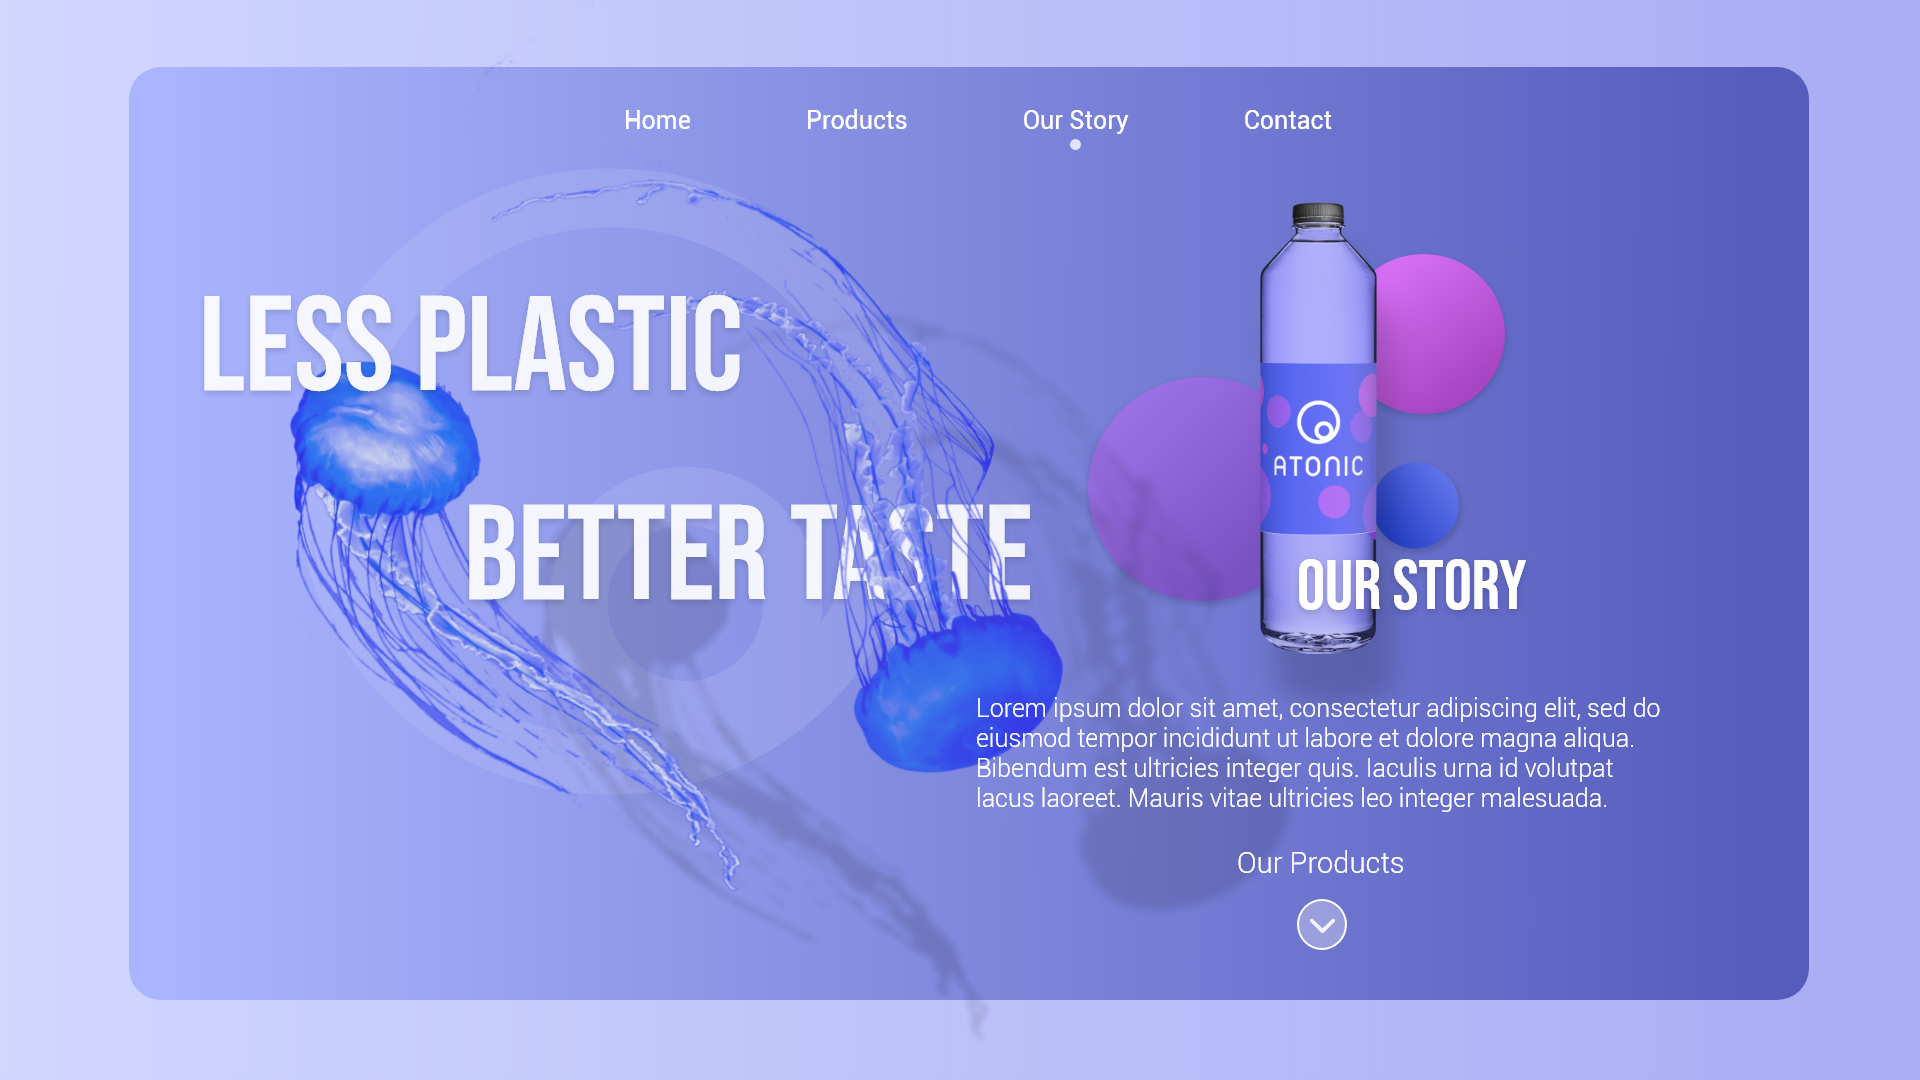 Home Products Our Story Contact
LESS PLASTIC
BETTER TASTE
ATONIC
OUR STORY
Lorem ipsum dolor sit amet, consectetur adipiscing elit, sed do
eiusmod tempor incididunt ut labore et dolore magna aliqua.
Bibendum est ultricies integer quis. Iaculis urna id volutpat
lacus laoreet. Mauris vitae ultricies leo integer malesuada.
Our Products